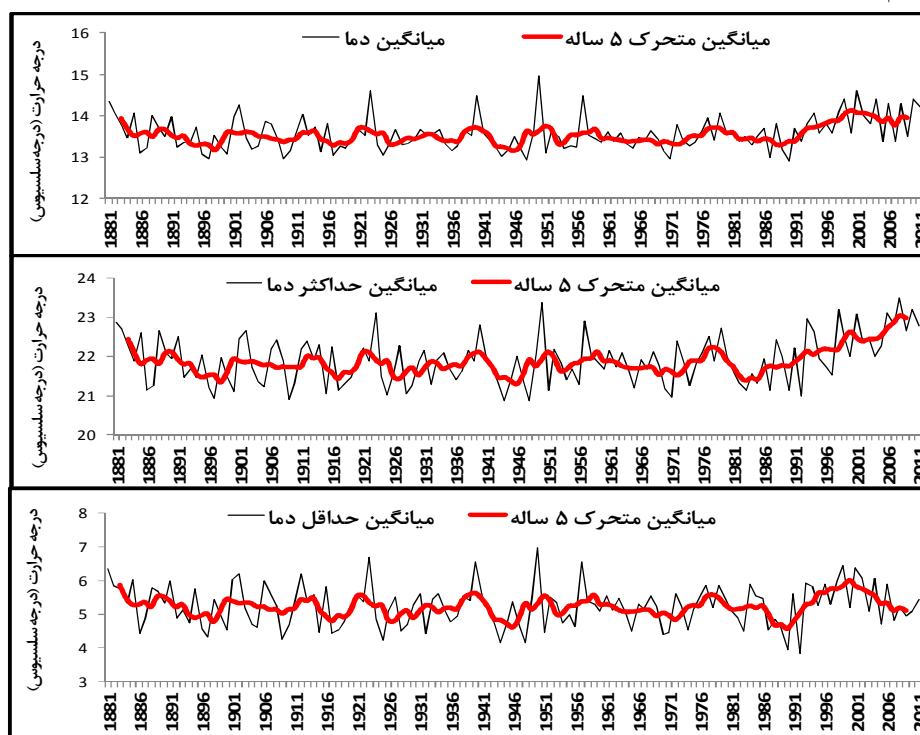 میانگین دما
میانگین متحرک ۵ ساله
درجه حرارت (درجه سلسیوس)
16
15
14
13
12
1881 1886 1891 1896 1901 1906 1911 1916 1921 1926 1931 1936 1941 1946 1951 1956 1961 1966 1971 1976 1981 1986 1991 1996 2001 2006 2011
میانگین حداکثر دما
میانگین متحرک ۵ ساله
درجه حرارت (درجه سلسیوس)
24
23
22
21
20
1881 1886 1891 1896 1901 1906 1911 1916 1921 1926 1931 1936 1941 1946 1951 1956 1961 1966 1971 1976 1981 1986 1991 1996 2001 2006 2011
میانگین حداقل دما
میانگین متحرک ۵ ساله
درجه حرارت (درجه سلسیوس)
8
7
6
5
4
3
1881 1886 1891 1896 1901 1906 1911 1916 1921 1926 1931 1936 1941 1946 1951 1956 1961 1966 1971 1976 1981 1986 1991 1996 2001 2006 2011